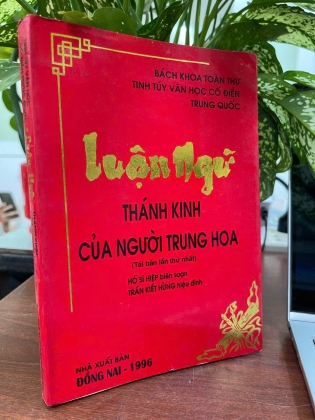 BÁCH KHOA TOÀN THƯ
TINH TÚY VĂN HỌC CỔ ĐIỂN
TRUNG QUỐC
Luận Ngữ
THÁNH KINH
CỦA NGƯỜI TRUNG HOA
(Tái bản lần thứ nhất)
HỒ SĨ HIỆP biên soạn
TRẦN KIẾT HÙNG hiệu đính
NHÀ XUẤT BẢN
ĐỒNG NAI - 1996
Luận Ngữ